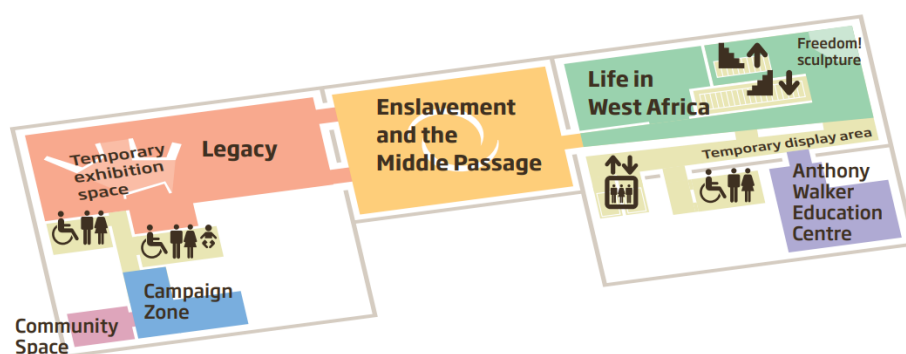 Freedom!
sculpture
Life in
West Africa
Enslavement
and the
Middle Passage
Legacy
Temporary
exhibition
space
Temporary display area
Anthony
Walker
Education
Centre
Campaign
Zone
Community
Space